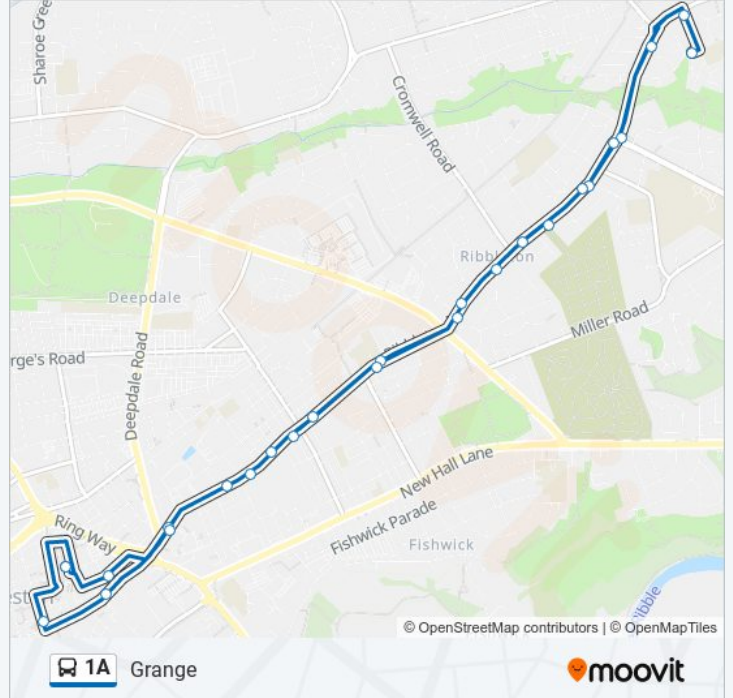 Sharoe Gree
Cromwell Road
Ribbleton
Deepdale
Miller Road
rge's Road
Deepdale Road
New Hall Lane
Ring Way
Fishwick Parade
Fishwick
Ribble
© OpenStreetMap contributors | © OpenMapTiles
1A Grange
moovit